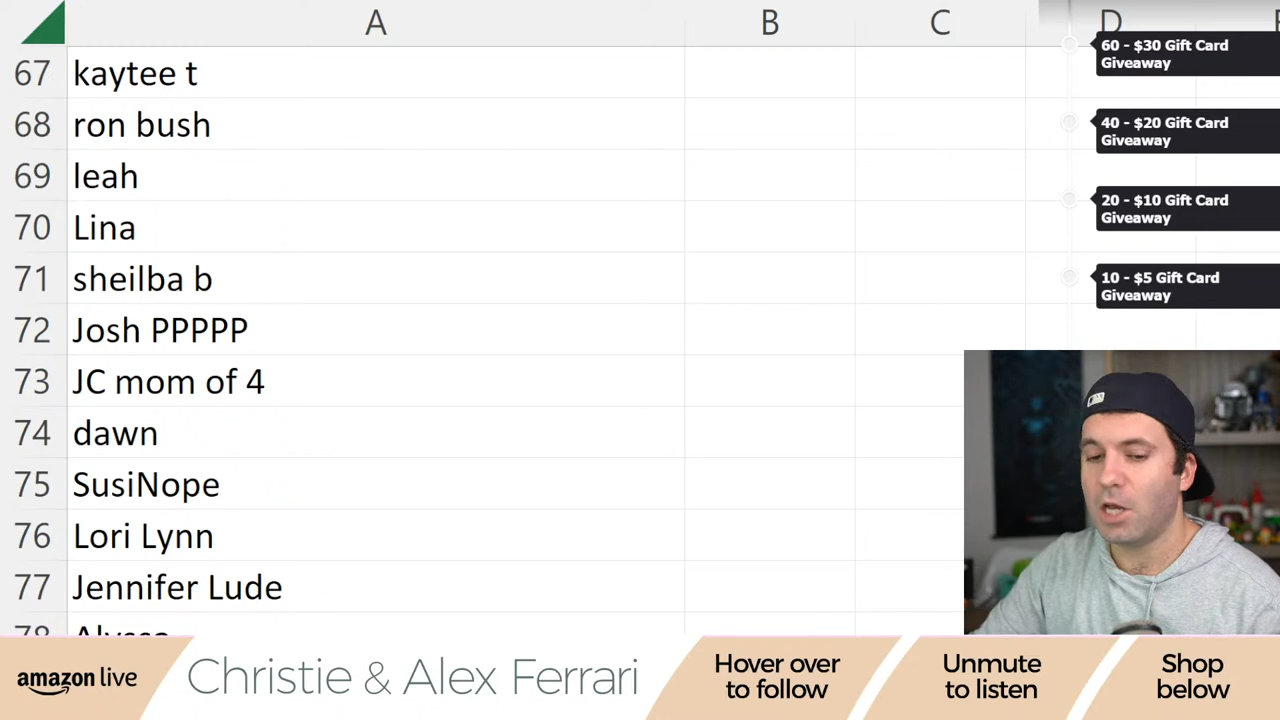 A B C D
67 kaytee t
68 ron bush
69 leah
70 Lina
71 sheilba b
72 Josh PPPPP
73 JC mom of 4
74 dawn
75 SusiNope
76 Lori Lynn
77 Jennifer Lude
60 - $30 Gift Card
Giveaway
40 - $20 Gift Card
Giveaway
20 - $10 Gift Card
Giveaway
10 - $5 Gift Card
Giveaway
amazon live
Christie & Alex Ferrari
Hover over
to follow
Unmute
to listen
Shop
below